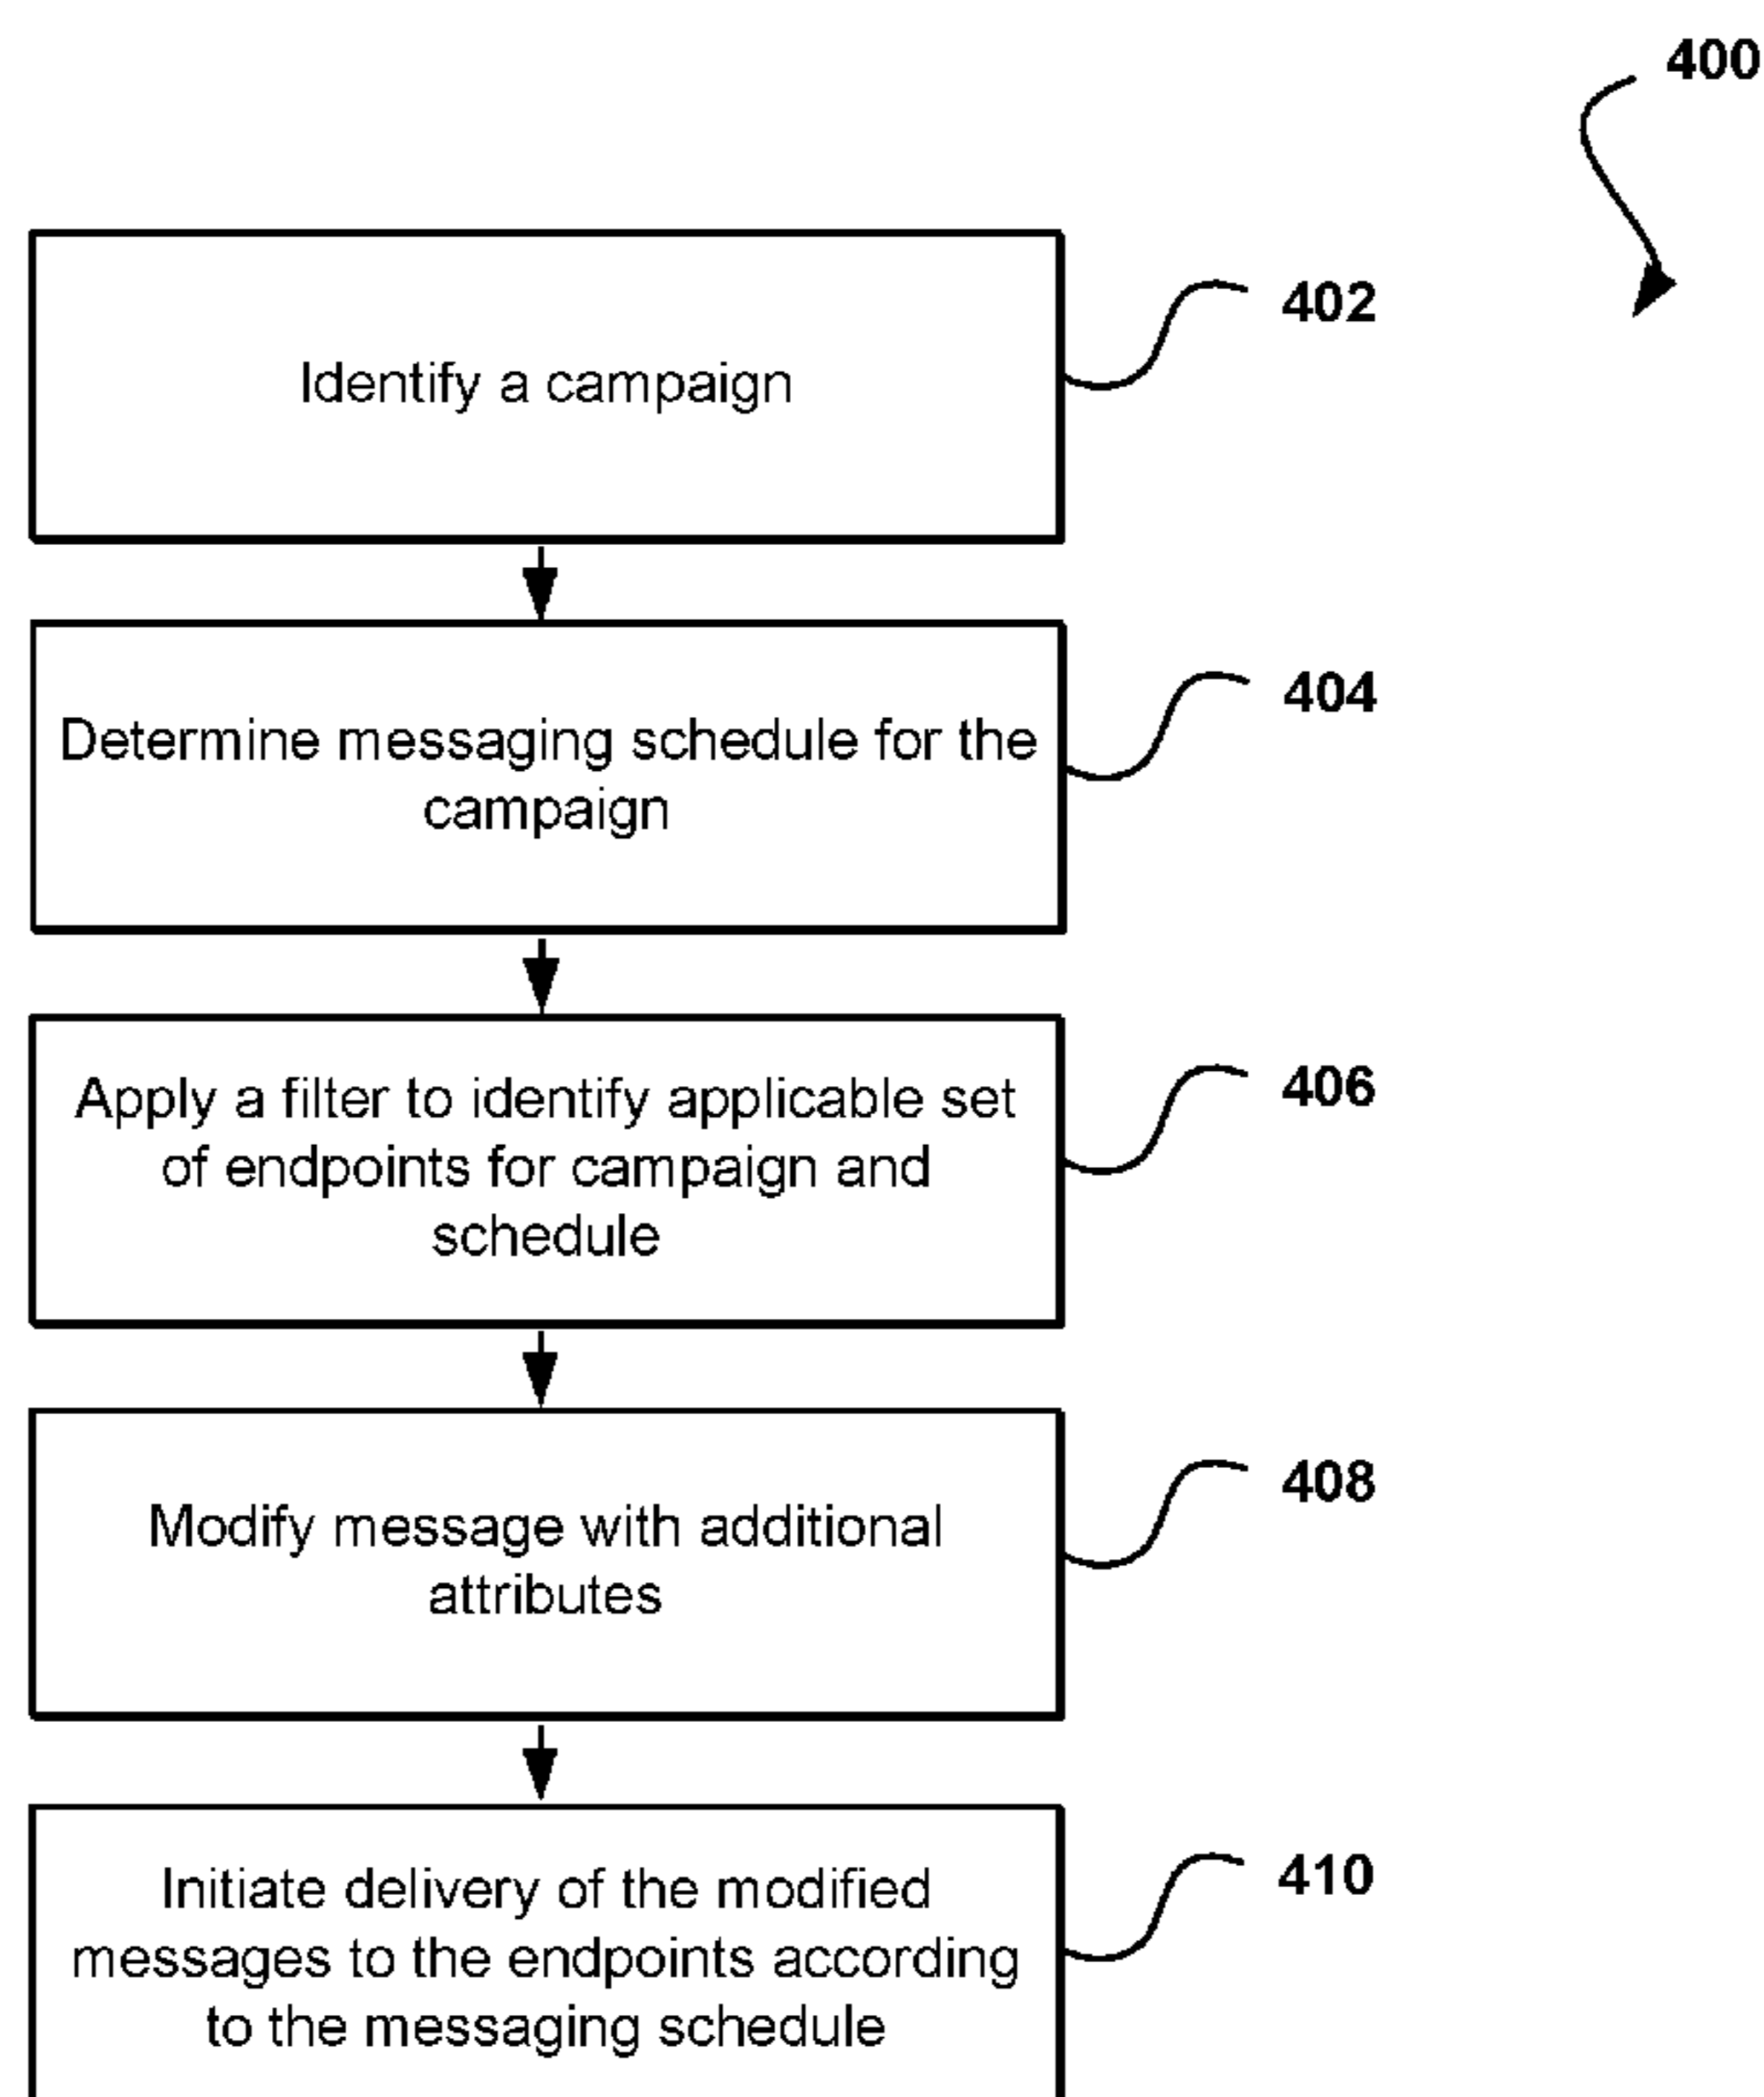 400
402
Identify a campaign
404
Determine messaging schedule for the
campaign
406
Apply a filter to identify applicable set
of endpoints for campaign and
schedule
408
Modify message with additional
attributes
410
Initiate delivery of the modified
messages to the endpoints according
to the messaging schedule